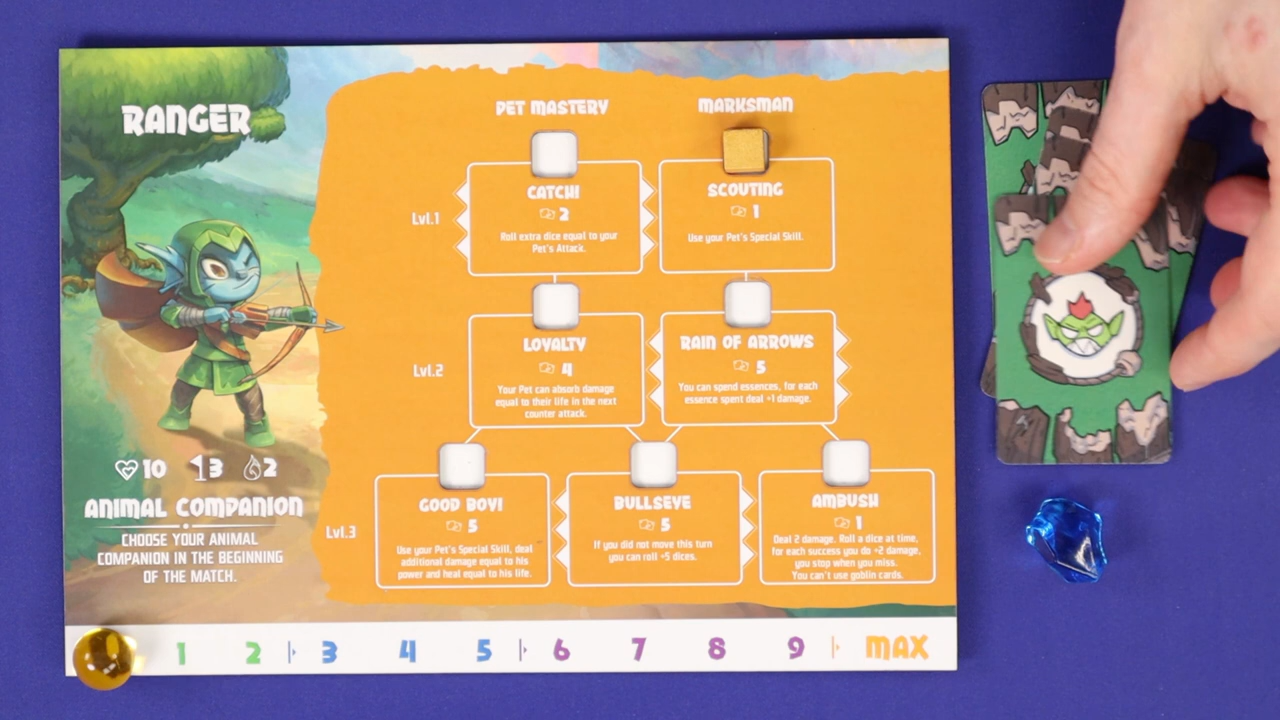 RANGER
PET MASTERY
MARKSMAN
Lvl.1
CATCH!
2
Roll extra dice equal to your
Pet's Attack.
SCOUTING
1
Use your Pet's Special Skill.
Lvl.2
LOYALTY
4
Your Pet can absorb damage
equal to their life in the next
counter attack.
RAIN OF ARROWS
5
You can spend essences, for each
essence spent deal +1 damage.
Lvl.3
GOOD BOY!
5
Use your Pet's Special Skill, deal
additional damage equal to his
power and heal equal to his life.
BULLSEYE
5
If you did not move this turn
you can roll +5 dices.
AMBUSH
1
Deal 2 damage. Roll a dice at time,
for each success you do +2 damage,
you stop when you miss.
You can't use goblin cards.
10 3 2
ANIMAL COMPANION
CHOOSE YOUR ANIMAL
COMPANION IN THE BEGINNING
OF THE MATCH.
1 2 3 4 5 6 7 8 9 MAX